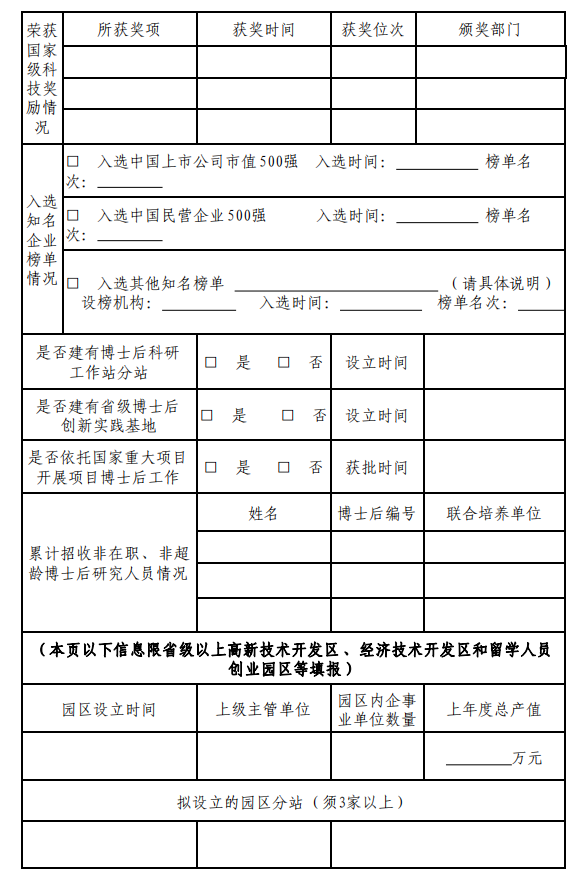 荣获国家级科技奖励情况
所获奖项 获奖时间 获奖位次 颁奖部门
入选知名企业榜单情况
□ 入选中国上市公司市值500强 入选时间：________ 榜单名
次：______
□ 入选中国民营企业500强 入选时间：________ 榜单名
次：______
□ 入选其他知名榜单 ____________________ （请具体说明）
设榜机构：_______ 入选时间：________ 榜单名次：_____
是否建有博士后科研
工作站分站
□ 是 □ 否 设立时间
是否建有省级博士后
创新实践基地
□ 是 □ 否 设立时间
是否依托国家重大项目
开展项目博士后工作
□ 是 □ 否 获批时间
累计招收非在职、非超
龄博士后研究人员情况
姓名 博士后编号 联合培养单位
（本页以下信息限省级以上高新技术开发区、经济技术开发区和留学人员
创业园区等填报）
园区设立时间 上级主管单位 园区内企事
业单位数量 上年度总产值
______万元
拟设立的园区分站（须3家以上）